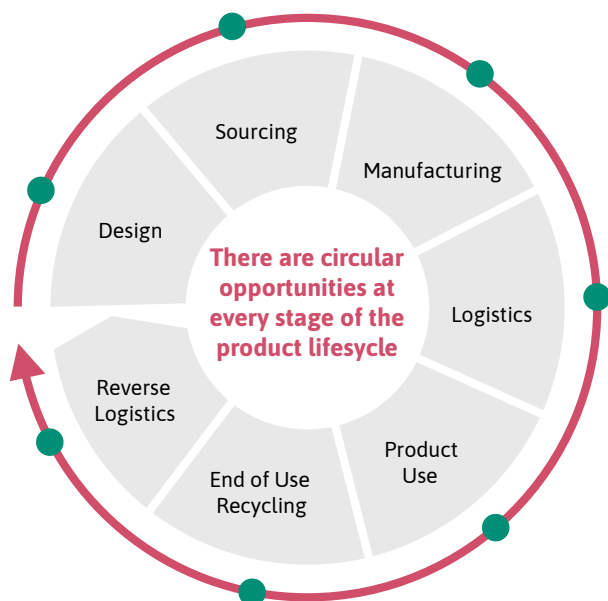 Sourcing
Manufacturing
Design
There are circular
opportunities at
every stage of the
product lifesycle
Logistics
Reverse
Logistics
Product
Use
End of Use
Recycling